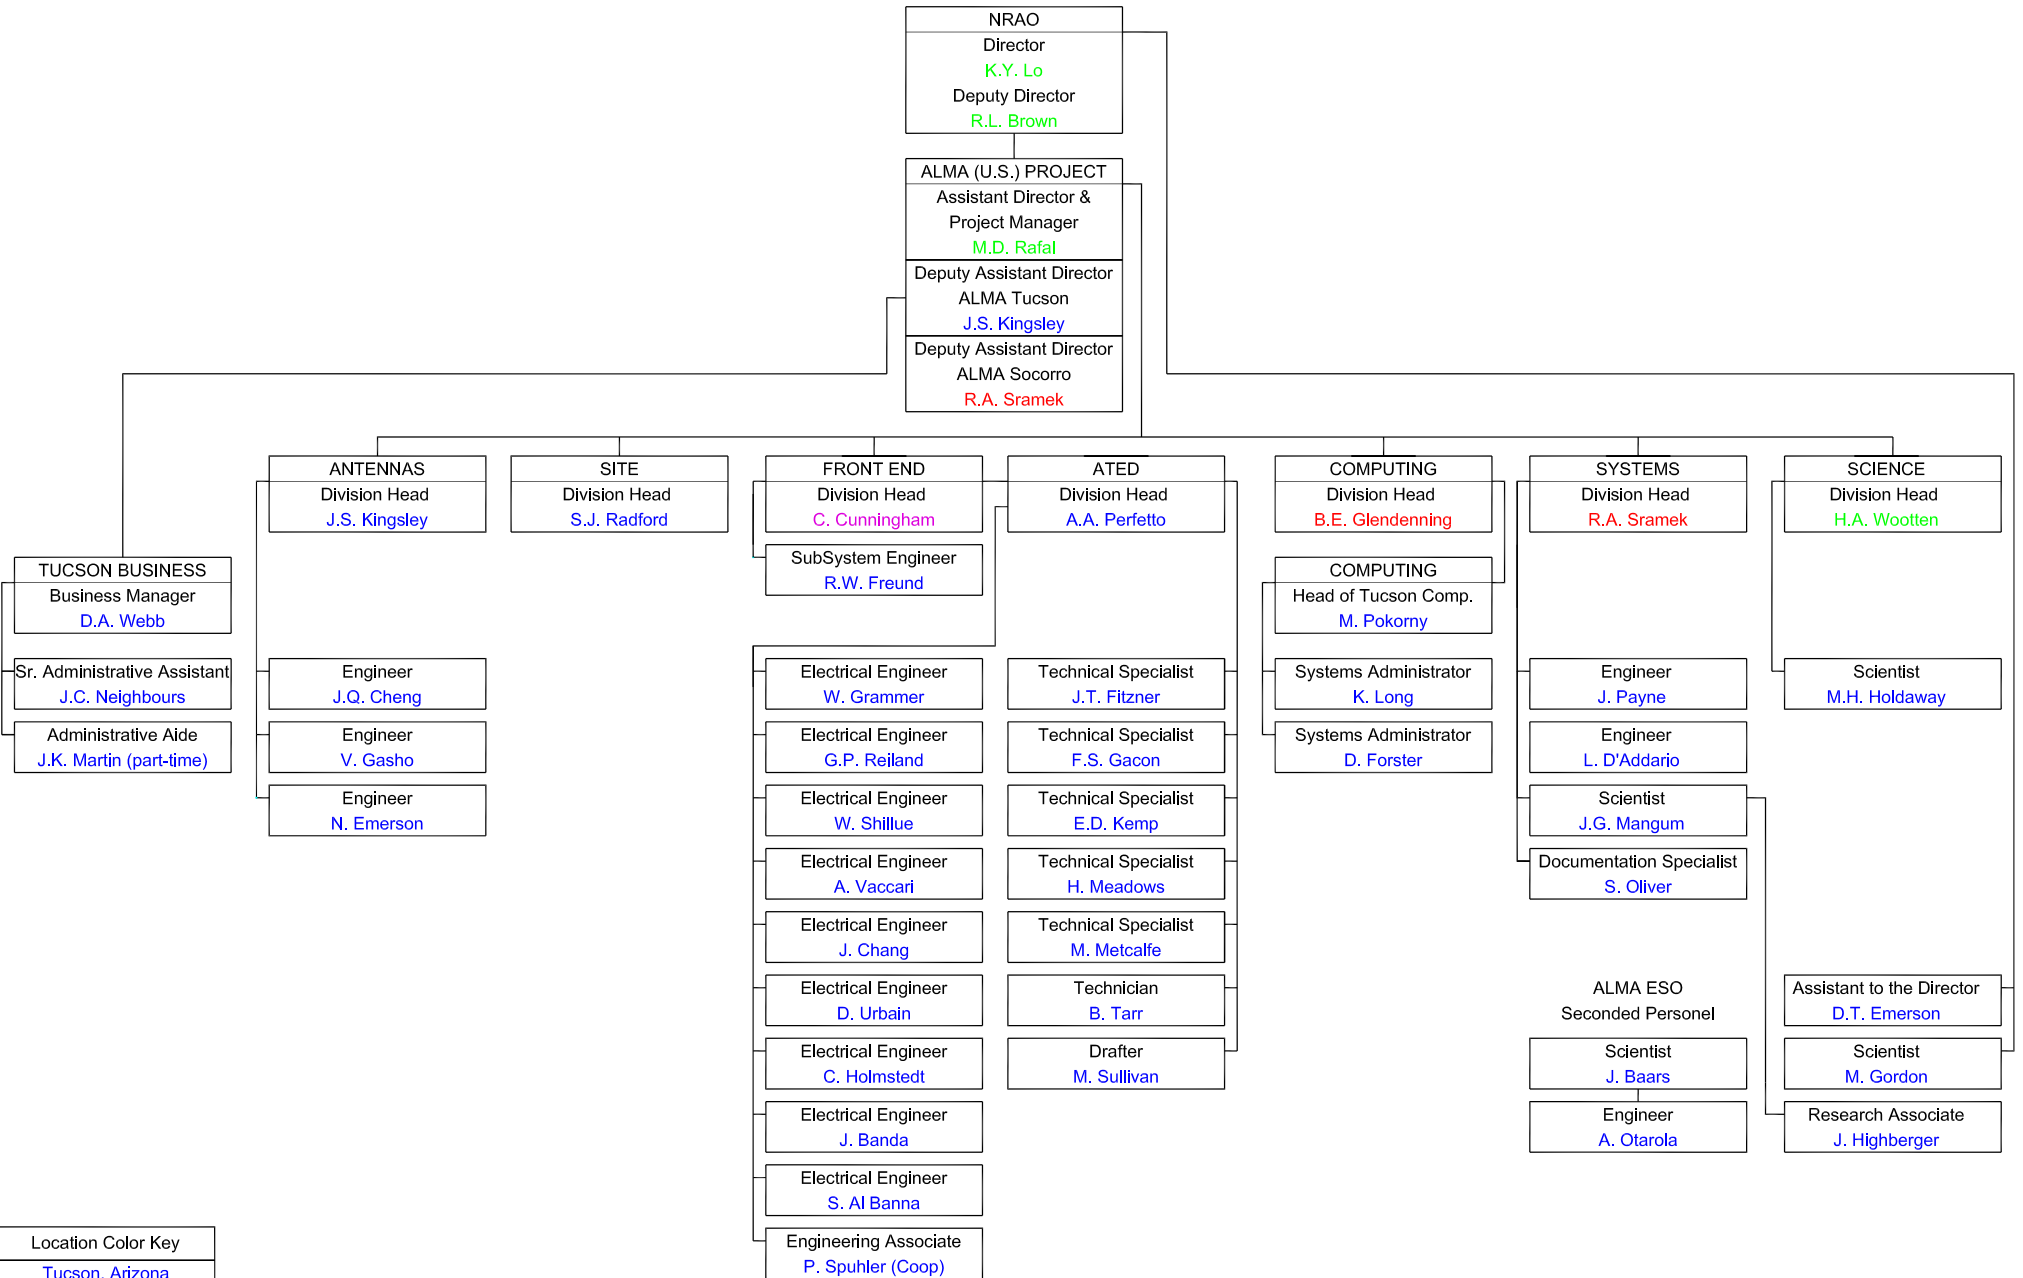 NRAO
Director
K.Y. Lo
Deputy Director
R.L. Brown
ALMA (U.S.) PROJECT
Assistant Director &
Project Manager
M.D. Rafal
Deputy Assistant Director
ALMA Tucson
J.S. Kingsley
Deputy Assistant Director
ALMA Socorro
R.A. Sramek
TUCSON BUSINESS
Business Manager
D.A. Webb
Sr. Administrative Assistant
J.C. Neighbours
Administrative Aide
J.K. Martin (part-time)
ANTENNAS
Division Head
J.S. Kingsley
Engineer
J.Q. Cheng
Engineer
V. Gasho
Engineer
N. Emerson
SITE
Division Head
S.J. Radford
FRONT END
Division Head
C. Cunningham
SubSystem Engineer
R.W. Freund
Electrical Engineer
W. Grammer
Electrical Engineer
G.P. Reiland
Electrical Engineer
W. Shillue
Electrical Engineer
A. Vaccari
Electrical Engineer
J. Chang
Electrical Engineer
D. Urbain
Electrical Engineer
C. Holmstedt
Electrical Engineer
J. Banda
Electrical Engineer
S. Al Banna
Engineering Associate
P. Spuhler (Coop)
ATED
Division Head
A.A. Perfetto
Technical Specialist
J.T. Fitzner
Technical Specialist
F.S. Gacon
Technical Specialist
E.D. Kemp
Technical Specialist
H. Meadows
Technical Specialist
M. Metcalfe
Technician
B. Tarr
Drafter
M. Sullivan
COMPUTING
Division Head
B.E. Glendenning
COMPUTING
Head of Tucson Comp.
M. Pokorny
Systems Administrator
K. Long
Systems Administrator
D. Forster
SYSTEMS
Division Head
R.A. Sramek
Engineer
J. Payne
Engineer
L. D'Addario
Scientist
J.G. Mangum
Documentation Specialist
S. Oliver
ALMA ESO
Seconded Personel
Scientist
J. Baars
Engineer
A. Otarola
SCIENCE
Division Head
H.A. Wootten
Scientist
M.H. Holdaway
Assistant to the Director
D.T. Emerson
Scientist
M. Gordon
Research Associate
J. Highberger
Location Color Key
Tucson, Arizona